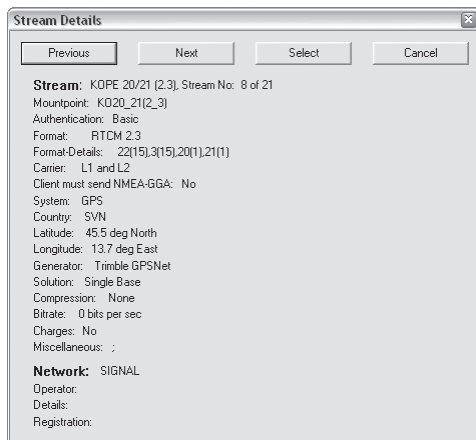 Stream Details
Previous Next Select Cancel
Stream: KOPE 20/21 (2.3), Stream No: 8 of 21
Mountpoint: KO20_21(2_3)
Authentication: Basic
Format: RTCM 2.3
Format-Details: 22(15),3(15),20(1),21(1)
Carrier: L1 and L2
Client must send NMEA-GGA: No
System: GPS
Country: SVN
Latitude: 45.5 deg North
Longitude: 13.7 deg East
Generator: Trimble GPSNet
Solution: Single Base
Compression: None
Bitrate: 0 bits per sec
Charges: No
Miscellaneous: ;
Network: SIGNAL
Operator:
Details:
Registration: